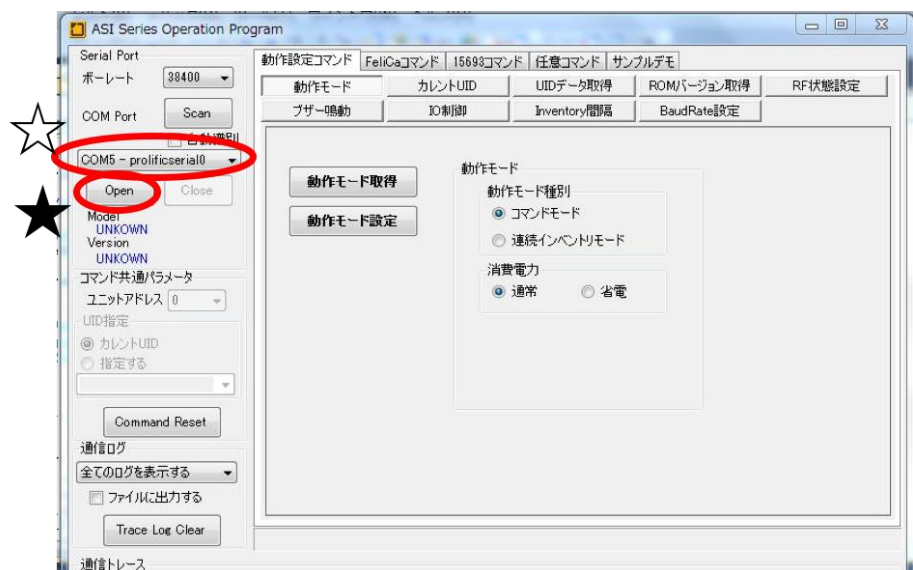 ASI Series Operation Program
Serial Port
ボーレート 38400
COM Port Scan
自動識別
COM5 - prolificserial0
Open Close
Model
UNKOWN
Version
UNKOWN
コマンド共通パラメータ
ユニットアドレス 0
UID指定
カレントUID
指定する
Command Reset
通信ログ
全てのログを表示する
ファイルに出力する
Trace Log Clear
通信トレース
動作設定コマンド FeliCaコマンド 15693コマンド 任意コマンド サンプルデモ
動作モード カレントUID UIDデータ取得 ROMバージョン取得 RF状態設定
ブザー鳴動 IO制御 Inventory間隔 BaudRate設定
動作モード取得
動作モード設定
動作モード
動作モード種別
コマンドモード
連続インベントリモード
消費電力
通常 省電